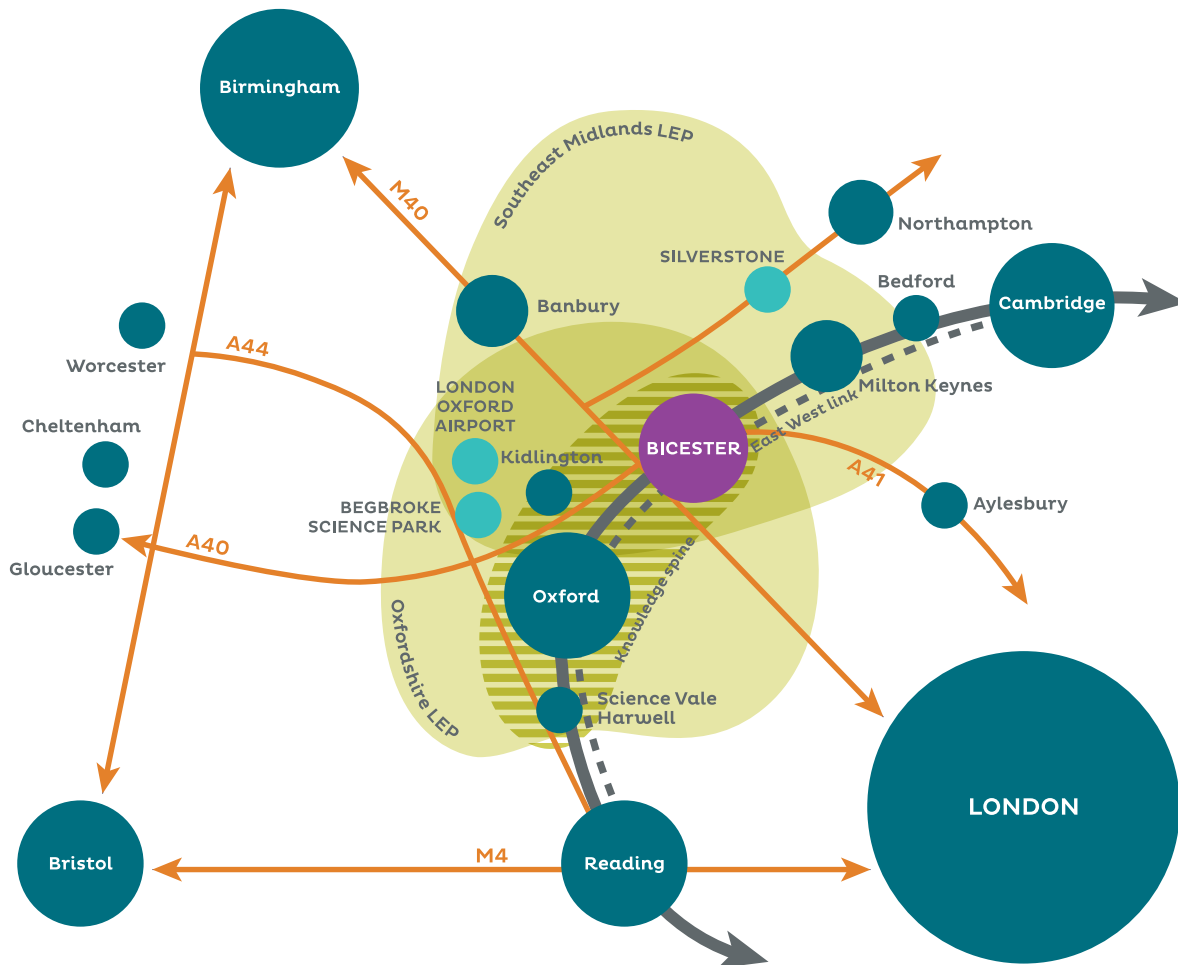 Birmingham
Southeast Midlands LEP
M40
Northampton
SILVERSTONE
Bedford
Cambridge
Banbury
A44
Worcester
Milton Keynes
LONDON
OXFORD
AIRPORT
East West link
Cheltenham
Kidlington
BICESTER
A41
BEGBROKE
SCIENCE PARK
Aylesbury
A40
Gloucester
Oxford
Knowledge spine
Oxfordshire LEP
Science Vale
Harwell
LONDON
M4
Bristol
Reading